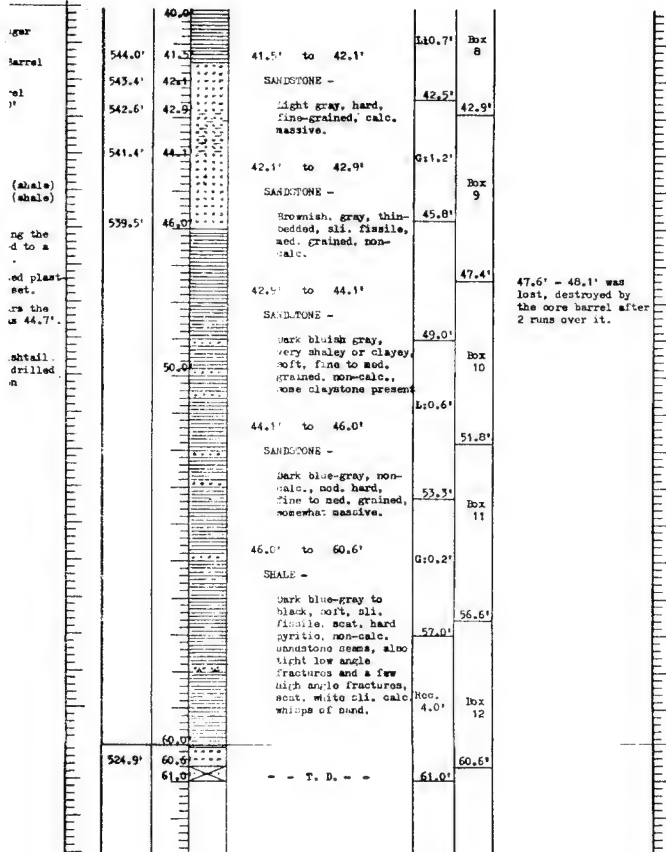 40.0'
Barrel
544.0' 41.5'
543.4' 42.1'
542.6' 42.9'
541.4' 44.1'
539.5' 46.0'
50.0'
60.0'
524.9' 60.6'
61.0'
(shale)
(shale)
ng the
d to a
ed plast
set.
rs the
44.7'.
shtail.
drilled
41.5' to 42.1'
SANDSTONE -
Light gray, hard,
fine-grained, calc.
massive.
42.1' to 42.9'
SANDSTONE -
Brownish, gray, thin-
bedded, sli. fissile,
med. grained, non-
calc.
42.9' to 44.1'
SANDSTONE -
Dark bluish gray,
very shaley or clayey,
soft, fine to med.
grained, non-calc.,
some claystone present
44.1' to 46.0'
SANDSTONE -
Dark blue-gray, non-
calc., mod. hard,
fine to med. grained,
somewhat massive.
46.0' to 60.6'
SHALE -
Dark blue-gray to
black, soft, sli.
fissile, scat. hard
pyritic, non-calc.
sandstone seams, also
tight low angle
fractures and a few
high angle fractures,
scat. white sli. calc.
whisps of sand.
- - T. D. - -
L:0.7'
42.5'
G:1.2'
45.8'
49.0'
L:0.6'
53.3'
G:0.2'
57.0'
Rec.
4.0'
61.0'
Box
8
42.9'
Box
9
47.4'
Box
10
51.8'
Box
11
56.6'
Box
12
60.6'
47.6' - 48.1' was
lost, destroyed by
the core barrel after
2 runs over it.